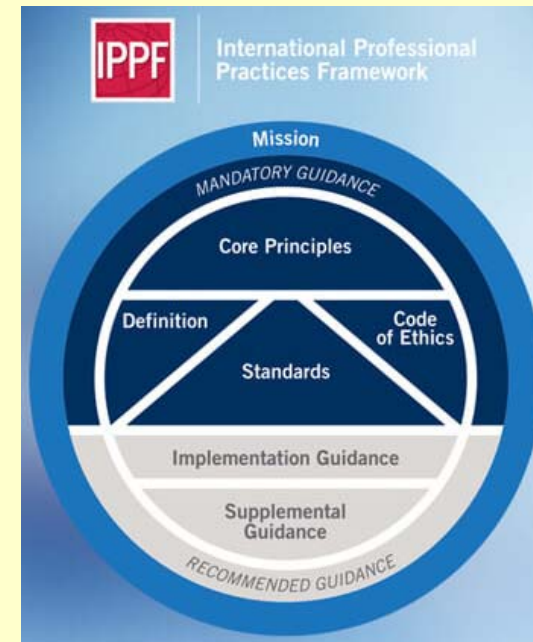 IPPF
International Professional
Practices Framework
Mission
MANDATORY GUIDANCE
Core Principles
Definition
Code
of Ethics
Standards
Implementation Guidance
Supplemental
Guidance
RECOMMENDED GUIDANCE